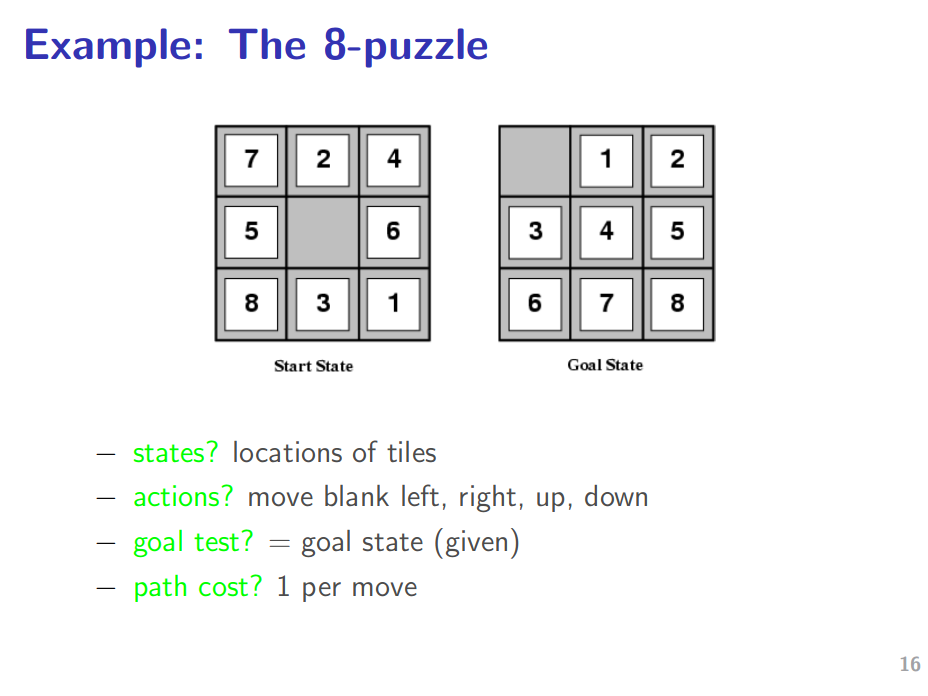 Example: The 8-puzzle
7 2 4
5 6
8 3 1
Start State
1 2
3 4 5
6 7 8
Goal State
– states? locations of tiles
– actions? move blank left, right, up, down
– goal test? = goal state (given)
– path cost? 1 per move
16